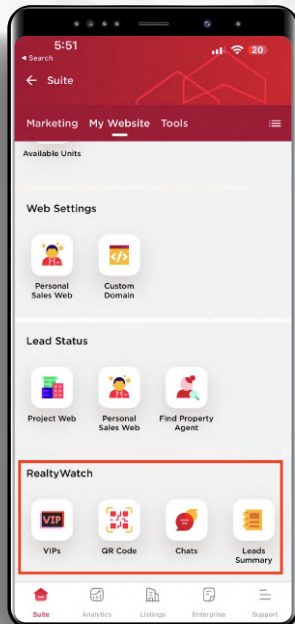 5:51
20
◄ Search
← Suite
Marketing My Website Tools
Available Units
Web Settings
Personal
Sales Web
Custom
Domain
Lead Status
Project Web
Personal
Sales Web
Find Property
Agent
RealtyWatch
VIP
VIPs
QR Code
Chats
Leads
Summary
Suite Analytics Listings Enterprise Support